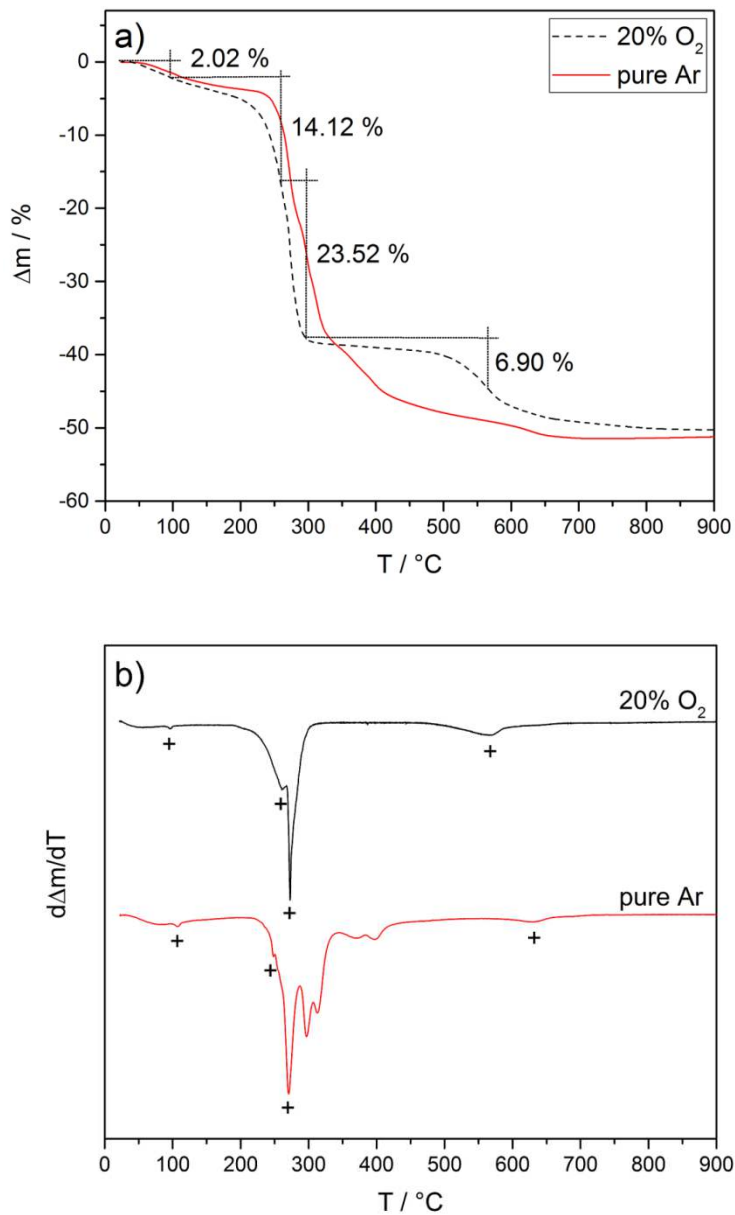 a)
20% O₂
pure Ar
2.02 %
14.12 %
23.52 %
6.90 %
0
-10
-20
-30
-40
-50
-60
Δm / %
0 100 200 300 400 500 600 700 800 900
T / °C
b)
20% O₂
pure Ar
dΔm/dT
0 100 200 300 400 500 600 700 800 900
T / °C